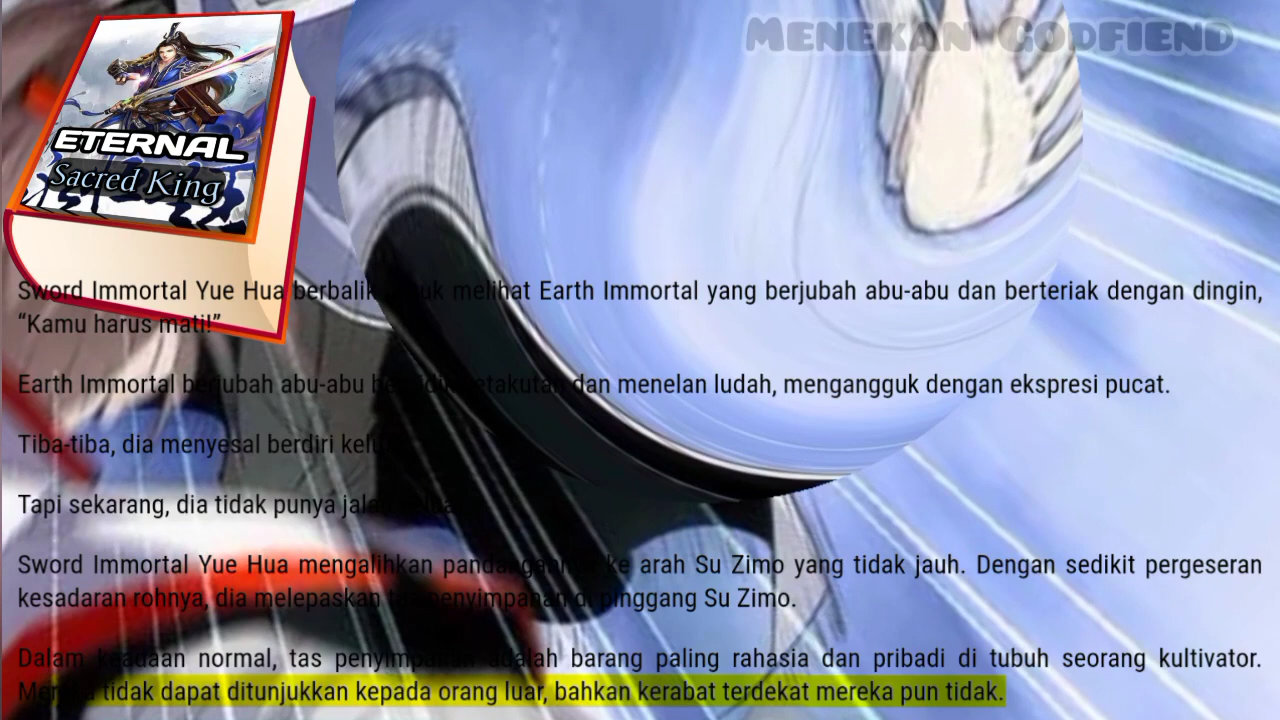 MENEKAN GODFIEND
ETERNAL
Sacred King
Sword Immortal Yue Hua berbalik untuk melihat Earth Immortal yang berjubah abu-abu dan berteriak dengan dingin,
“Kamu harus mati!”
Earth Immortal berjubah abu-abu ketakutan dan menelan ludah, mengangguk dengan ekspresi pucat.
Tiba-tiba, dia menyesal berdiri
Tapi sekarang, dia tidak punya jalan
Sword Immortal Yue Hua mengalihkan pandangannya ke arah Su Zimo yang tidak jauh. Dengan sedikit pergeseran
kesadaran rohnya, dia melepaskan tas penyimpanan di pinggang Su Zimo.
Dalam keadaan normal, tas penyimpanan adalah barang paling rahasia dan pribadi di tubuh seorang kultivator.
Mereka tidak dapat ditunjukkan kepada orang luar, bahkan kerabat terdekat mereka pun tidak.